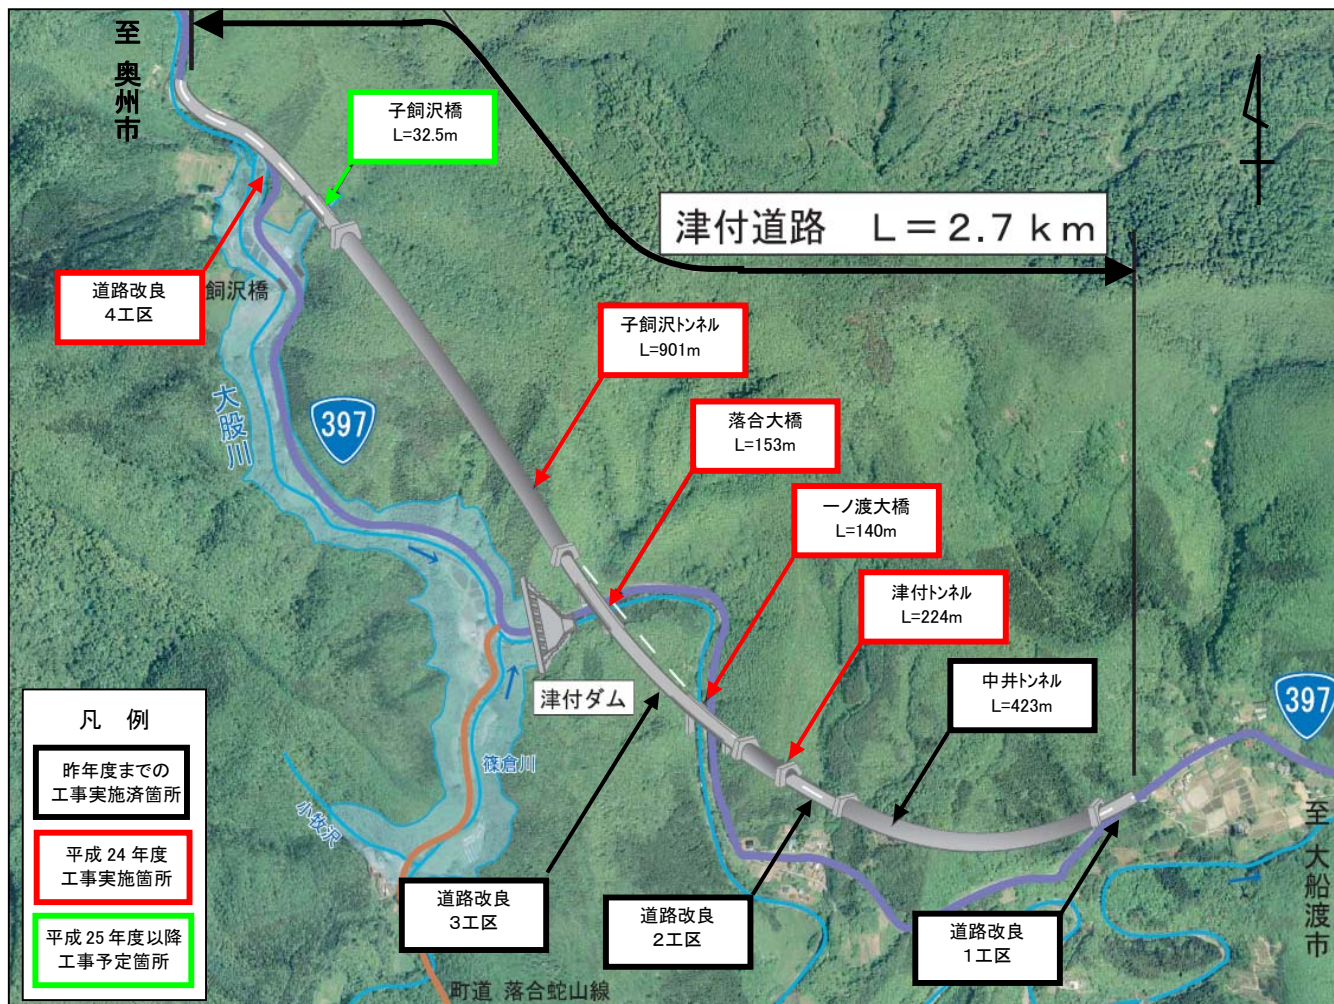 至 奥州市
子飼沢橋
L=32.5m
津付道路 L=2.7km
道路改良
4工区
飼沢橋
子飼沢トンネル
L=901m
大股川
397
落合大橋
L=153m
一ノ渡大橋
L=140m
津付トンネル
L=224m
中井トンネル
L=423m
397
津付ダム
篠倉川
小牧沢
凡 例
昨年度までの
工事実施済箇所
平成24年度
工事実施箇所
平成25年度以降
工事予定箇所
道路改良
3工区
道路改良
2工区
道路改良
1工区
至 大船渡市
町道 落合蛇山線